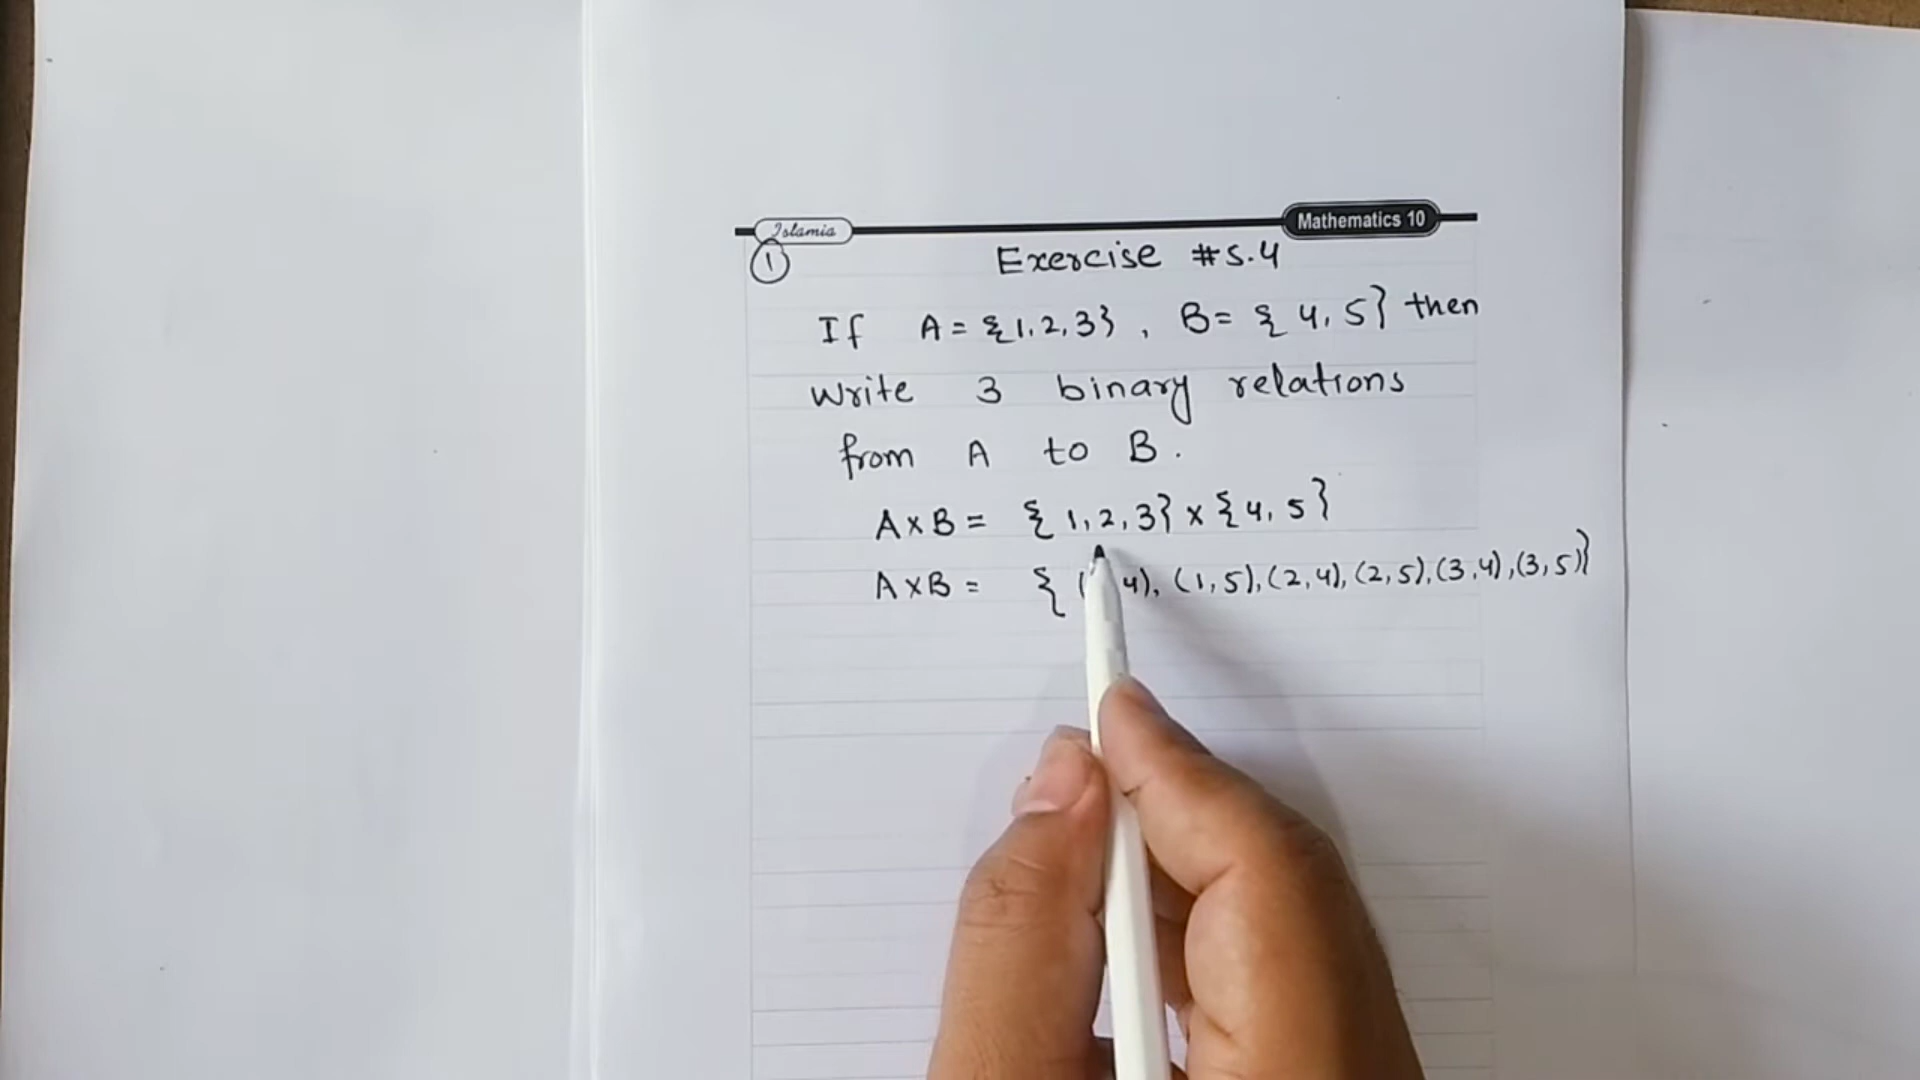 Islamia Mathematics 10
1 Exercise #5.4
If A = {1, 2, 3}, B = {4, 5} then
write 3 binary relations
from A to B.
A×B = {1, 2, 3} × {4, 5}
A×B = {( 4), (1, 5), (2, 4), (2, 5), (3, 4), (3, 5)}